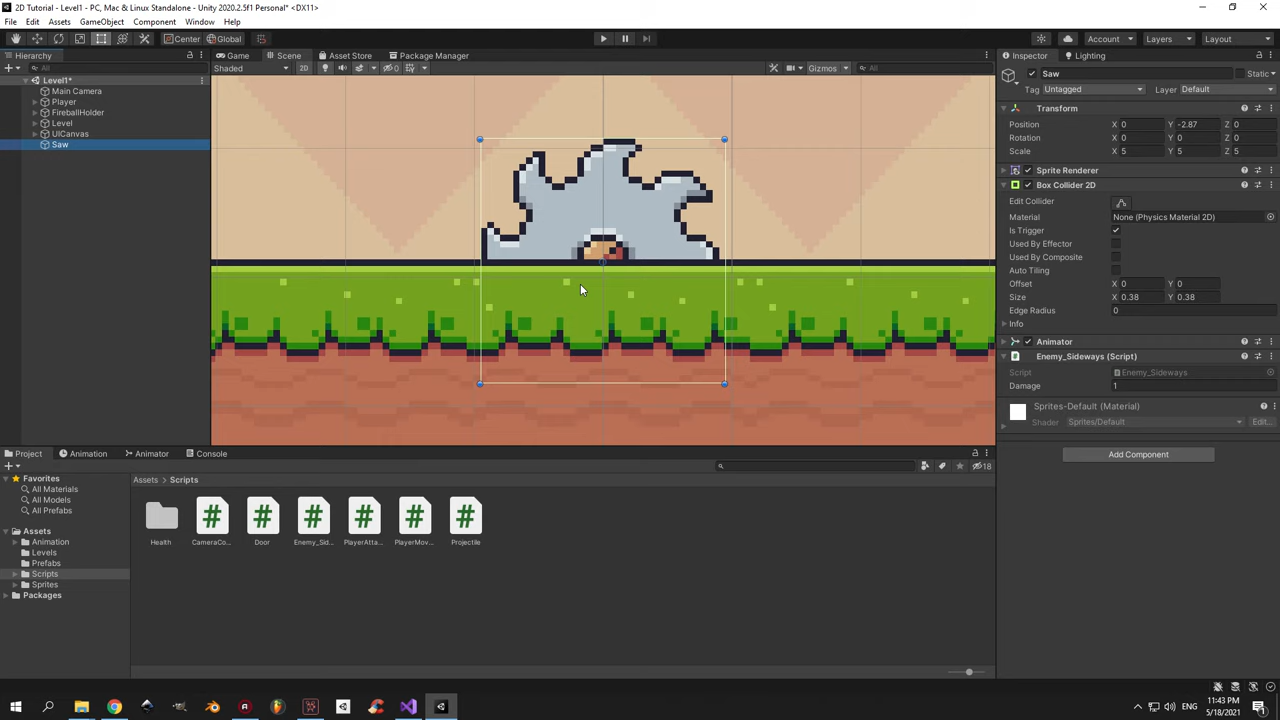 2D Tutorial - Level1 - PC, Mac & Linux Standalone - Unity 2020.2.5f1 Personal* <DX11>
File Edit Assets GameObject Component Window Help
Center Global Account Layers Layout
Hierarchy Game Scene Asset Store Package Manager Inspector Lighting
All Shaded 2D 0 Gizmos All
Level1*
Main Camera
Player
FireballHolder
Level
UICanvas
Saw
Saw Static
Tag Untagged Layer Default
Transform
Position X 0 Y -2.87 Z 0
Rotation X 0 Y 0 Z 0
Scale X 5 Y 5 Z 5
Sprite Renderer
Box Collider 2D
Edit Collider
Material None (Physics Material 2D)
Is Trigger
Used By Effector
Used By Composite
Auto Tiling
Offset X 0 Y 0
Size X 0.38 Y 0.38
Edge Radius 0
Info
Animator
Enemy_Sideways (Script)
Script Enemy_Sideways
Damage 1
Sprites-Default (Material)
Shader Sprites/Default Edit...
Add Component
Project Animation Animator Console
18
Favorites
All Materials
All Models
All Prefabs
Assets
Animation
Levels
Prefabs
Scripts
Sprites
Packages
Assets Scripts
Health CameraCo... Door Enemy_Sid... PlayerAtta... PlayerMov... Projectile
ENG
11:43 PM
5/18/2021
1